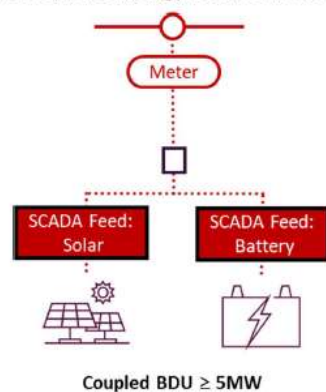 Meter
SCADA Feed:
Solar
SCADA Feed:
Battery
Coupled BDU ≥ 5MW